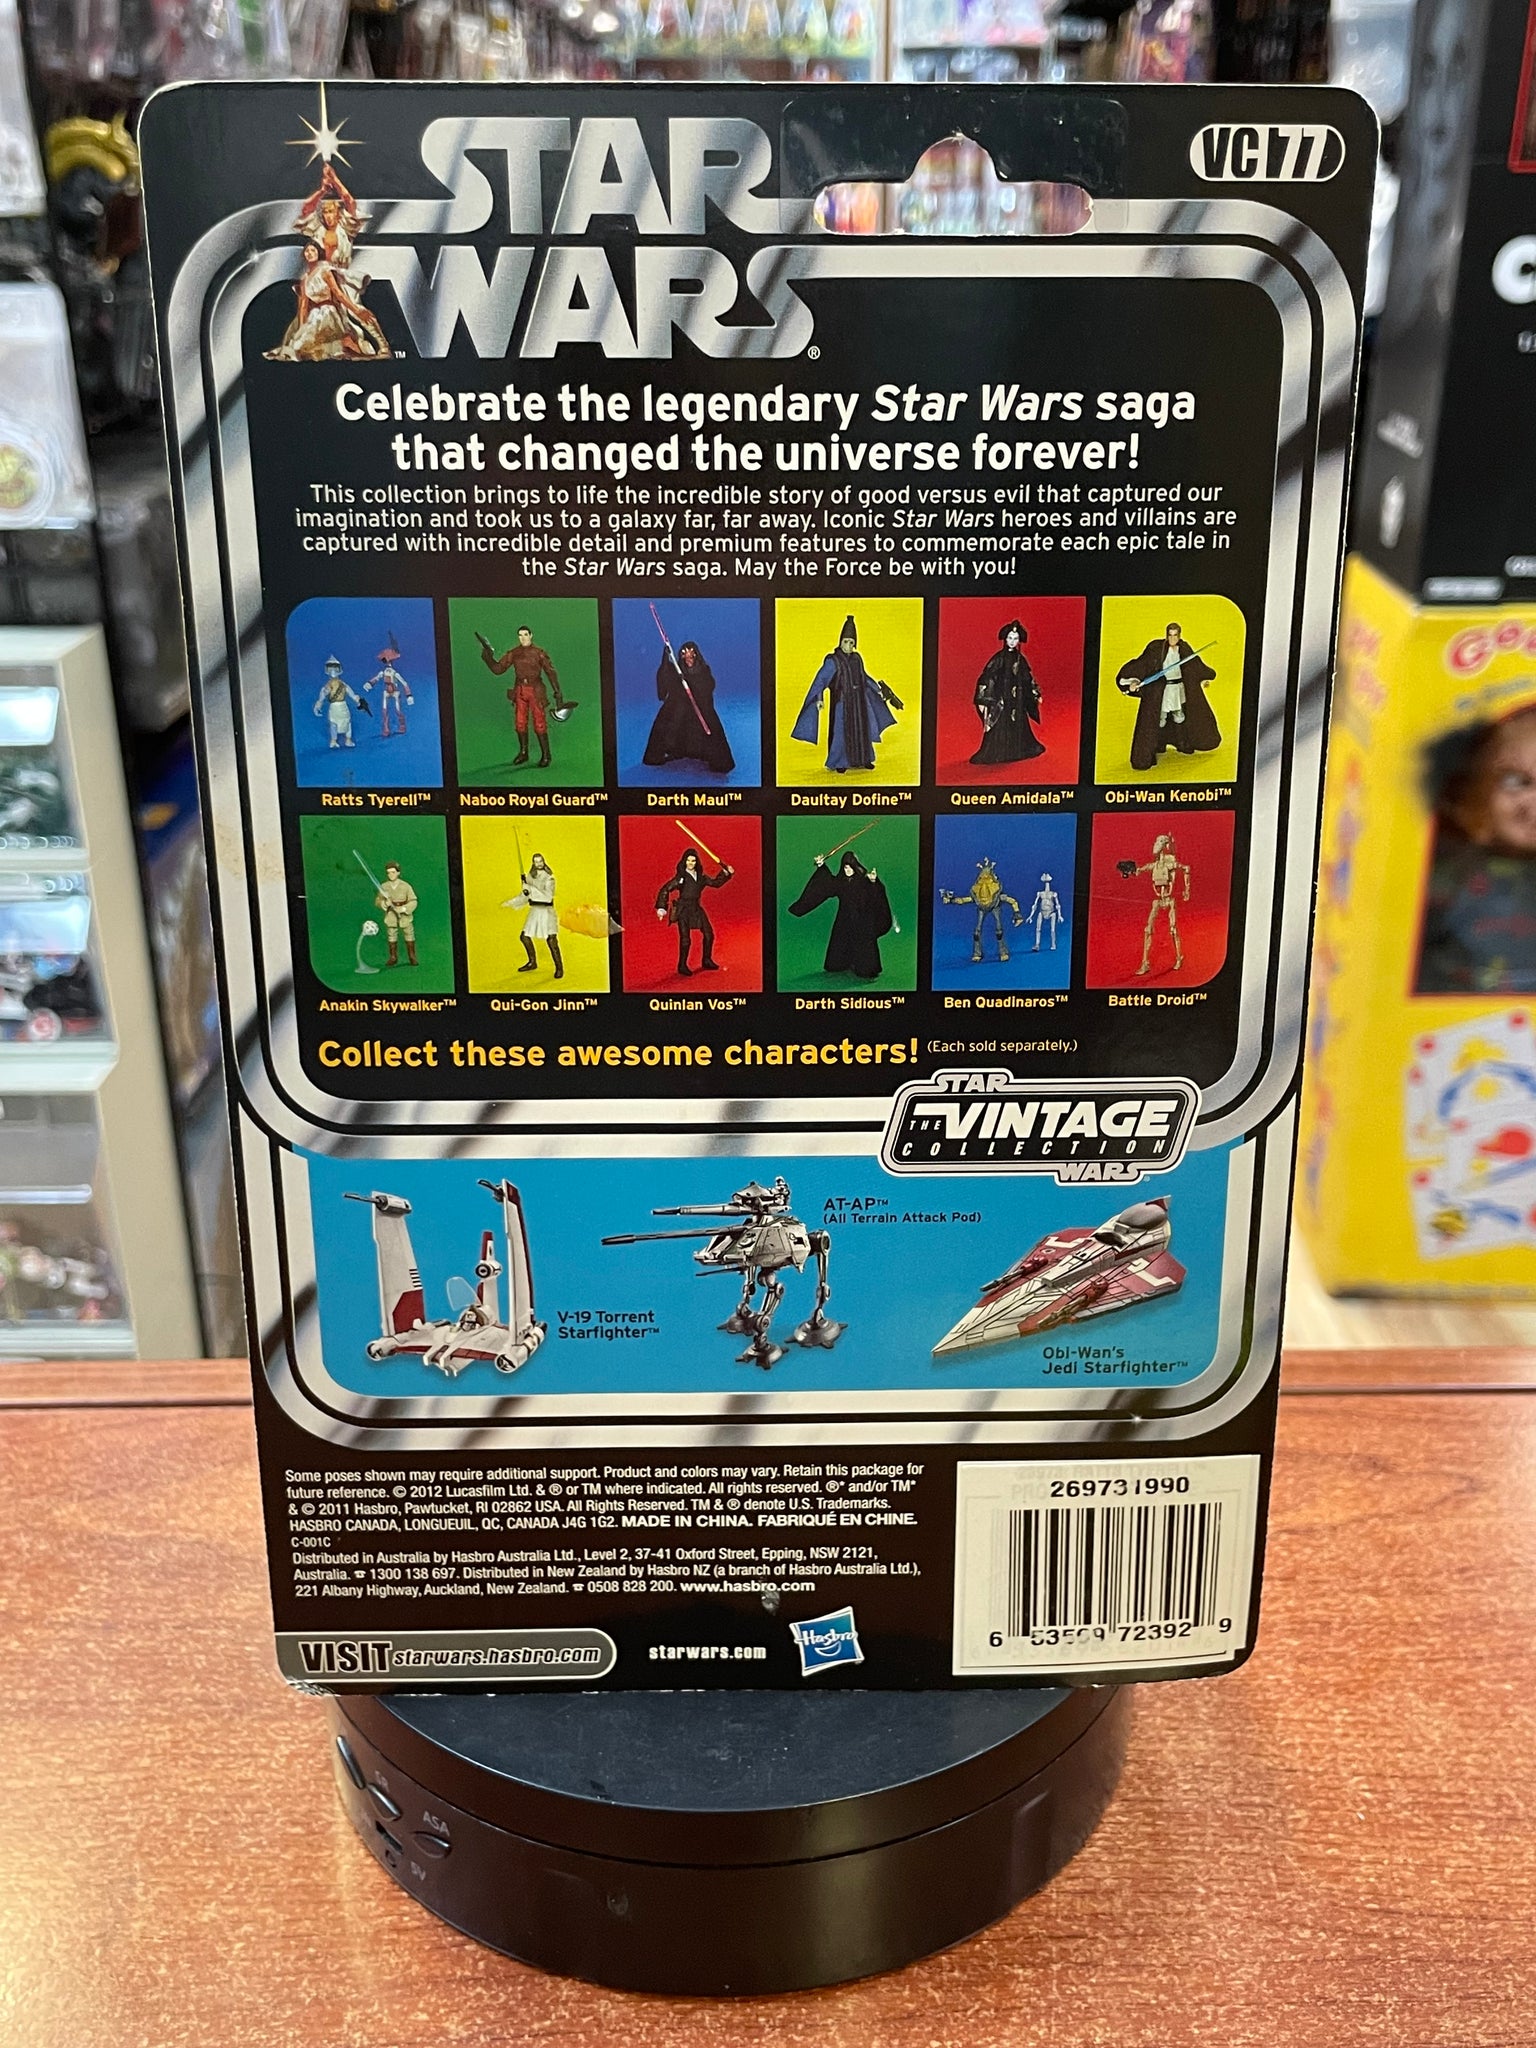 STAR
WARS
™
®
VC177
Celebrate the legendary Star Wars saga
that changed the universe forever!
This collection brings to life the incredible story of good versus evil that captured our
imagination and took us to a galaxy far, far away. Iconic Star Wars heroes and villains are
captured with incredible detail and premium features to commemorate each epic tale in
the Star Wars saga. May the Force be with you!
Ratts Tyerell™ Naboo Royal Guard™ Darth Maul™ Daultay Dofine™ Queen Amidala™ Obi-Wan Kenobi™
Anakin Skywalker™ Qui-Gon Jinn™ Quinlan Vos™ Darth Sidious™ Ben Quadinaros™ Battle Droid™
Collect these awesome characters! (Each sold separately.)
STAR
THE VINTAGE
COLLECTION
WARS
V-19 Torrent
Starfighter™
AT-AP™
(All Terrain Attack Pod)
Obi-Wan's
Jedi Starfighter™
Some poses shown may require additional support. Product and colors may vary. Retain this package for
future reference. © 2012 Lucasfilm Ltd. & ® or TM where indicated. All rights reserved. ®* and/or TM*
& © 2011 Hasbro, Pawtucket, RI 02862 USA. All Rights Reserved. TM & ® denote U.S. Trademarks.
HASBRO CANADA, LONGUEUIL, QC, CANADA J4G 1G2. MADE IN CHINA. FABRIQUÉ EN CHINE.
C-001C
Distributed in Australia by Hasbro Australia Ltd., Level 2, 37-41 Oxford Street, Epping, NSW 2121,
Australia. ☎ 1300 138 697. Distributed in New Zealand by Hasbro NZ (a branch of Hasbro Australia Ltd.),
221 Albany Highway, Auckland, New Zealand. ☎ 0508 828 200. www.hasbro.com
VISIT starwars.hasbro.com
starwars.com
Hasbro
269731990
6 53569 72392 9
ASA
5V